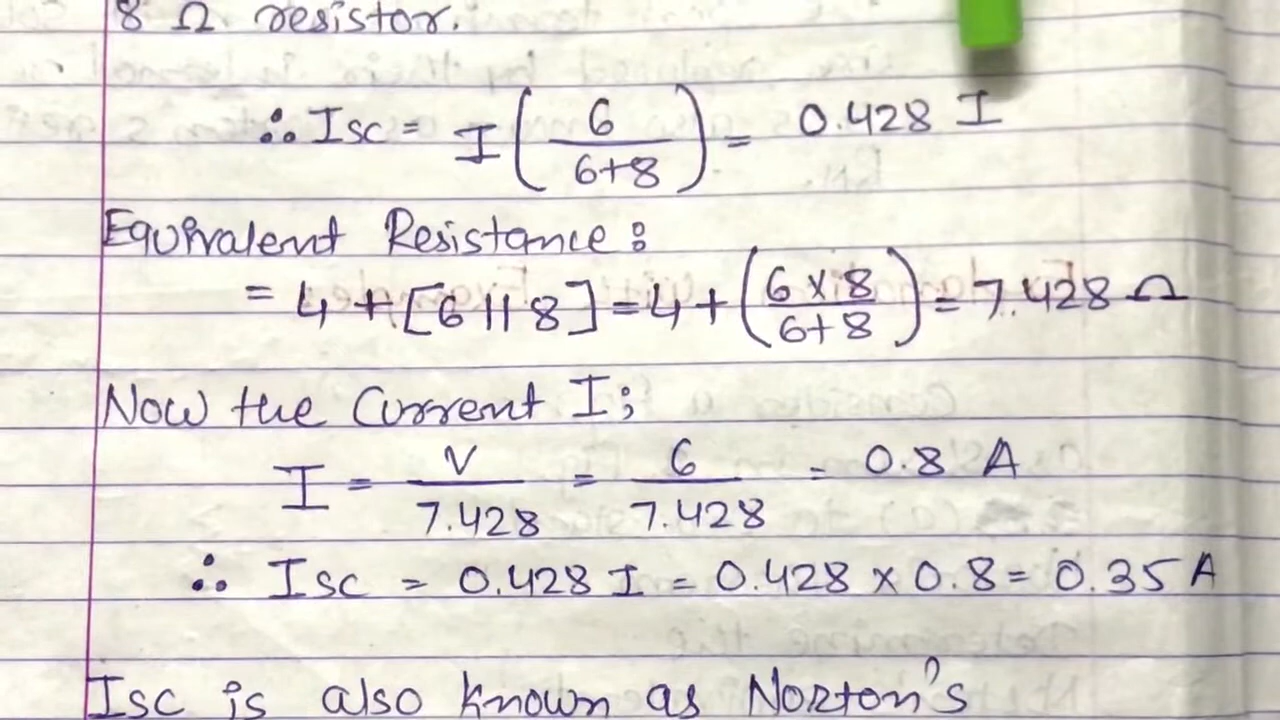 8 Ω resistor.
∴ Isc = I(6/(6+8)) = 0.428 I
Equivalent Resistance :
= 4 + [6 || 8] = 4 + ((6 × 8)/(6+8)) = 7.428 Ω
Now the Current I;
I = V/7.428 = 6/7.428 = 0.8 A
∴ Isc = 0.428 I = 0.428 × 0.8 = 0.35 A
Isc is also known as Norton's